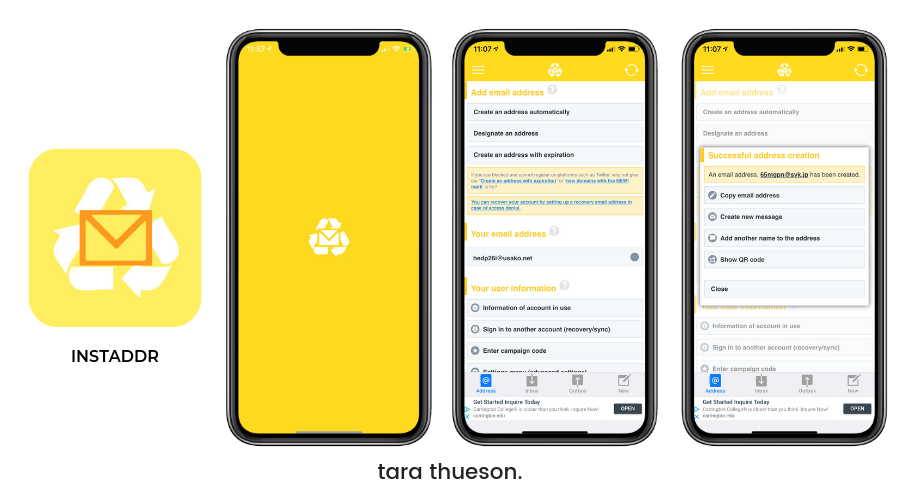 INSTADDR
11:07
11:07
Add email address
Create an address automatically
Designate an address
Create an address with expiration
If you are blocked and cannot register on platforms such as Twitter, why not give
me "Create an address with expiration" or "new domains with the NEW!
mark" a try?
You can recover your account by setting up a recovery email address in
case of access denial.
Your email address
hedp26i@usako.net
Your user information
Information of account in use
Sign in to another account (recovery/sync)
Enter campaign code
Settings menu (advanced settings)
Address
Inbox
Outbox
New
Get Started Inquire Today
Carrington College® is closer than you think. Inquire Now!
carrington.edu
OPEN
11:07
Add email address
Create an address automatically
Designate an address
Successful address creation
An email address, 65mgpn@svk.jp has been created.
Copy email address
Create new message
Add another name to the address
Show QR code
Close
Your user information
Information of account in use
Sign in to another account (recovery/sync)
Enter campaign code
Address
Inbox
Outbox
New
Get Started Inquire Today
Carrington College® is closer than you think. Inquire Now!
carrington.edu
OPEN
tara thueson.